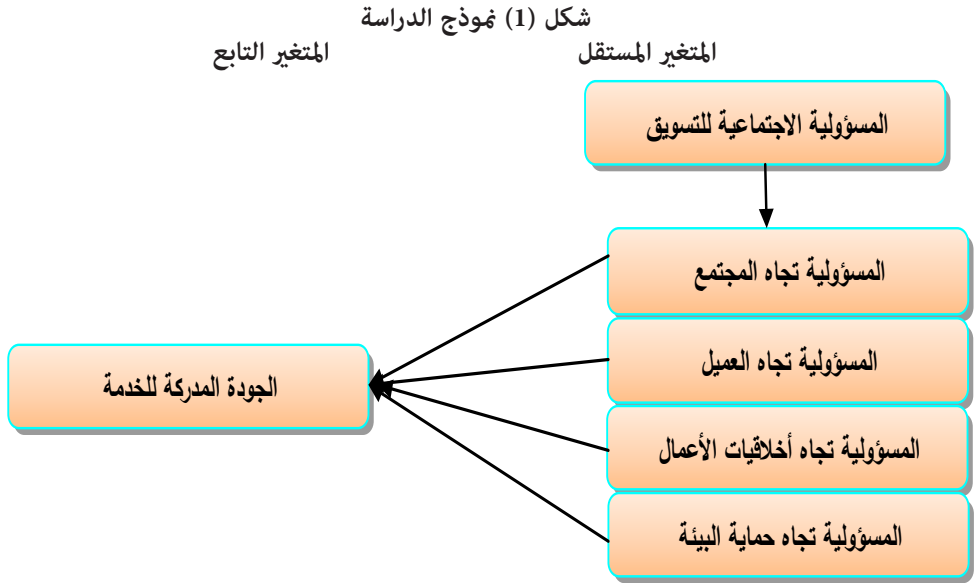 شكل (1) نموذج الدراسة
المتغير المستقل
المتغير التابع
المسؤولية الاجتماعية للتسويق
المسؤولية تجاه المجتمع
المسؤولية تجاه العميل
الجودة المدركة للخدمة
المسؤولية تجاه أخلاقيات الأعمال
المسؤولية تجاه حماية البيئة